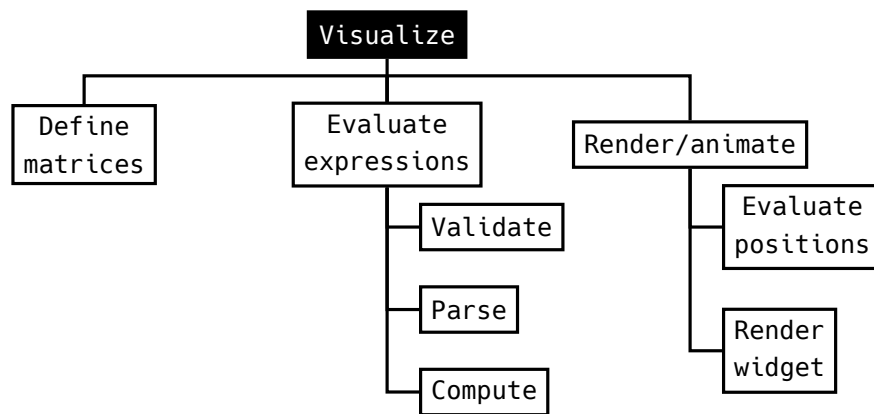 Visualize
Define
matrices
Evaluate
expressions
Render/animate
Validate
Parse
Compute
Evaluate
positions
Render
widget